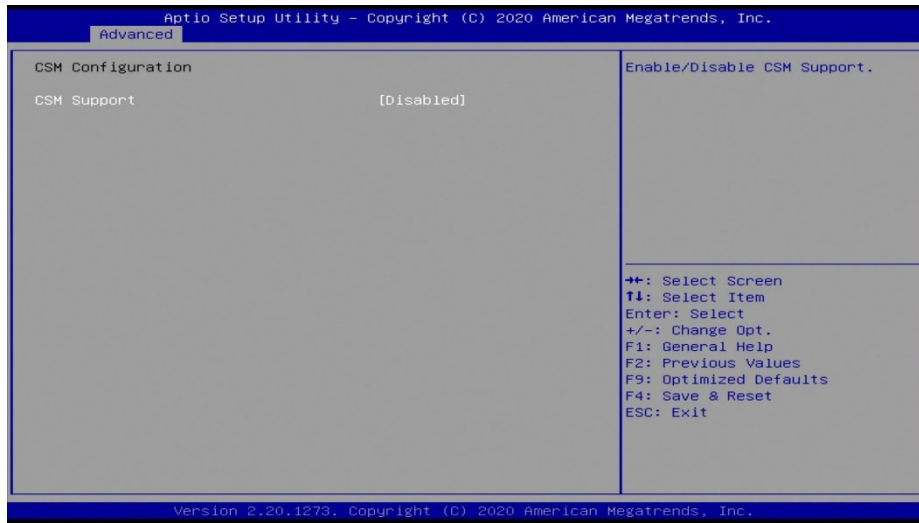 Aptio Setup Utility – Copyright (C) 2020 American Megatrends, Inc.
Advanced
CSM Configuration
CSM Support [Disabled]
Enable/Disable CSM Support.
→←: Select Screen
↑↓: Select Item
Enter: Select
+/-: Change Opt.
F1: General Help
F2: Previous Values
F9: Optimized Defaults
F4: Save & Reset
ESC: Exit
Version 2.20.1273. Copyright (C) 2020 American Megatrends, Inc.